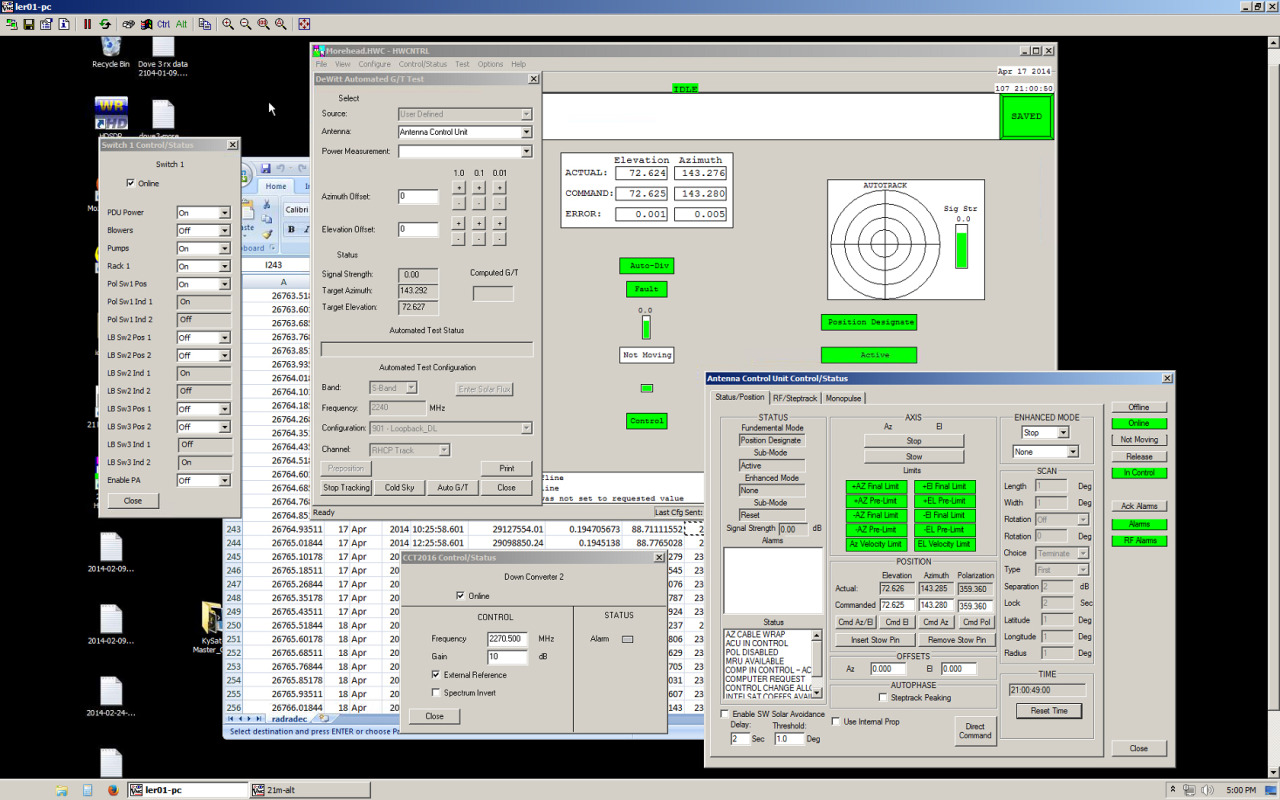 ler01-pc
Ctrl Alt
Recycle Bin
Dove 3 rx data
2104-01-09....
HDSDR
Morehead.HWC - HWCNTRL
File View Configure Control/Status Test Options Help
Apr 17 2014
107 21:00:50
IDLE
SAVED
DeWitt Automated G/T Test
Select
Source: User Defined
Antenna: Antenna Control Unit
Power Measurement:
1.0 0.1 0.01
Azimuth Offset: 0
+ + +
- - -
Elevation Offset: 0
+ + +
- - -
Status
Signal Strength: 0.00
Computed G/T
Target Azimuth: 143.292
Target Elevation: 72.627
Automated Test Status
Automated Test Configuration
Band: S-Band
Enter Solar Flux
Frequency: 2240 MHz
Configuration: 901 - Loopback_DL
Channel: RHCP Track
Preposition
Print
Stop Tracking Cold Sky Auto G/T Close
Ready
Last Cfg Sent:
fline
ine
was not set to requested value
Elevation Azimuth
ACTUAL: 72.624 143.276
COMMAND: 72.625 143.280
ERROR: 0.001 0.005
Auto-Div
Fault
0.0
Not Moving
Control
AUTOTRACK
Sig Str
0.0
Position Designate
Active
Switch 1 Control/Status
Switch 1
Online
PDU Power On
Blowers Off
Pumps On
Rack 1 On
Pol Sw1 Pos On
Pol Sw1 Ind 1 On
Pol Sw1 Ind 2 Off
LB Sw2 Pos 1 Off
LB Sw2 Pos 2 Off
LB Sw2 Ind 1 On
LB Sw2 Ind 2 Off
LB Sw3 Pos 1 Off
LB Sw3 Pos 2 Off
LB Sw3 Ind 1 Off
LB Sw3 Ind 2 On
Enable PA Off
Close
Home
Calibri
B I
I243
A
26763.51
26763.60
26763.68
26763.76
26763.85
26763.93
26764.01
26764.10
26764.18
26764.26
26764.35
26764.43
26764.51
26764.60
26764.68
26764.76
26764.85
243 26764.93511 17 Apr 2014 10:25:58.601 29127554.01 0.194705673 88.71111552
244 26765.01844 17 Apr 2014 12:25:58.601 29098850.24 0.1945138 88.7765028
245 26765.10178 17 Apr
246 26765.18511 17 Apr
247 26765.26844 17 Apr
248 26765.35178 17 Apr
249 26765.43511 17 Apr
250 26765.51844 18 Apr
251 26765.60178 18 Apr
252 26765.68511 18 Apr
253 26765.76844 18 Apr
254 26765.85178 18 Apr
255 26765.93511 18 Apr
256 26766.01844 18 Apr
radradec
Select destination and press ENTER or choose
CCT2016 Control/Status
Down Converter 2
Online
CONTROL
STATUS
Frequency 2270.500 MHz
Alarm
Gain 10 dB
External Reference
Spectrum Invert
Close
Antenna Control Unit Control/Status
Status/Position RF/Steptrack Monopulse
STATUS
Fundemental Mode
Position Designate
Sub-Mode
Active
Enhanced Mode
None
Sub-Mode
Reset
Signal Strength 0.00 dB
Alarms
Status
AZ CABLE WRAP
ACU IN CONTROL
POL DISABLED
MRU AVAILABLE
COMP IN CONTROL - AC
COMPUTER REQUEST
CONTROL CHANGE ALLO
INTELSAT COEFFS AVAI
Enable SW Solar Avoidance
Delay: Threshold:
2 Sec 1.0 Deg
AXIS
Az El
Stop
Stow
Limits
+AZ Final Limit +El Final Limit
+AZ Pre-Limit +EL Pre-Limit
-AZ Final Limit -El Final Limit
-AZ Pre-Limit -EL Pre-Limit
Az Velocity Limit EL Velocity Limit
POSITION
Elevation Azimuth Polarization
Actual: 72.626 143.285 359.360
Commanded 72.625 143.280 359.360
Cmd Az/El Cmd El Cmd Az Cmd Pol
Insert Stow Pin Remove Stow Pin
OFFSETS
Az 0.000 El 0.000
AUTOPHASE
Steptrack Peaking
Use Internal Prop
Direct Command
ENHANCED MODE
Stop
None
SCAN
Length 1 Deg
Width 1 Deg
Rotation Off
Rotation 0 Deg
Choice Terminate
Type First
Separation 2 dB
Lock 2 Sec
Latitude 1 Deg
Longitude 1 Deg
Radius 1 Deg
TIME
21:00:49:00
Reset Time
Offline
Online
Not Moving
Release
In Control
Ack Alarms
Alarms
RF Alarms
Close
2014-02-09....
2014-02-09....
2014-02-24-...
KySat
Master_
ler01-pc
21m-alt
5:00 PM